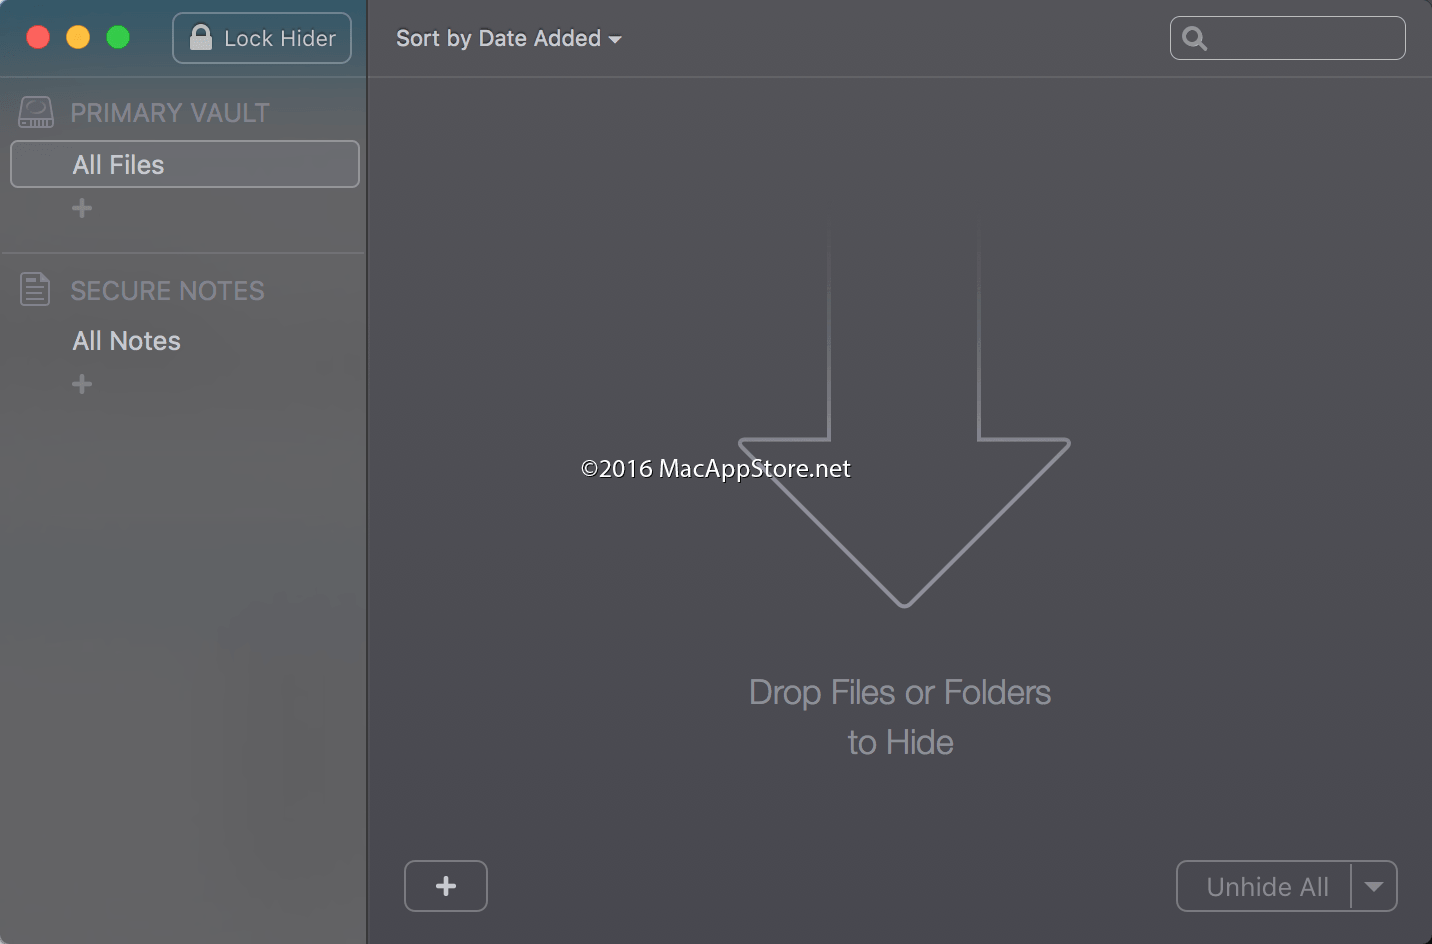 Lock Hider
Sort by Date Added
PRIMARY VAULT
All Files
SECURE NOTES
All Notes
©2016 MacAppStore.net
Drop Files or Folders
to Hide
Unhide All